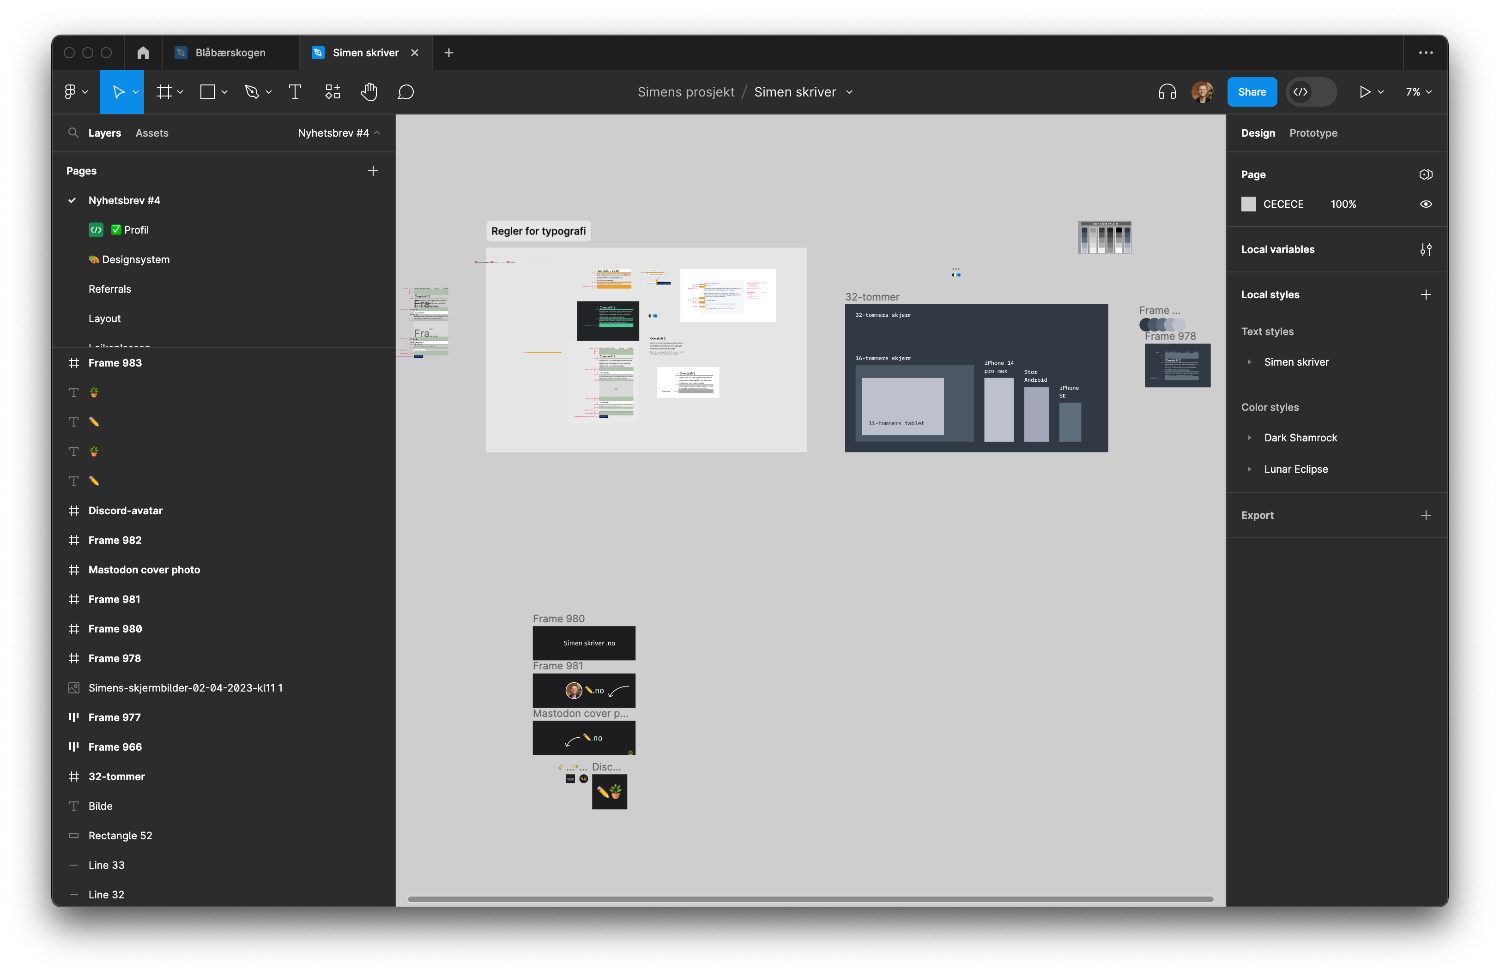 Blåbærskogen
Simen skriver
Simens prosjekt / Simen skriver
Share
7%
Layers
Assets
Nyhetsbrev #4
Design
Prototype
Pages
Nyhetsbrev #4
✅ Profil
🎨 Designsystem
Referrals
Layout
Frame 983
🪴
✏️
🪴
✏️
Discord-avatar
Frame 982
Mastodon cover photo
Frame 981
Frame 980
Frame 978
Simens-skjermbilder-02-04-2023-kl11 1
Frame 977
Frame 966
32-tommer
Bilde
Rectangle 52
Line 33
Line 32
Regler for typografi
Fra...
32-tommer
32-tommers skjerm
16-tommers skjerm
11-tommers tablet
iPhone 14
pro max
Stor
Android
iPhone
SE
Frame ...
Frame 978
Frame 980
Simen skriver .no
Frame 981
✏️.no
Mastodon cover p...
✏️.no
Disc...
✏️🪴
Page
CECECE
100%
Local variables
Local styles
Text styles
Simen skriver
Color styles
Dark Shamrock
Lunar Eclipse
Export